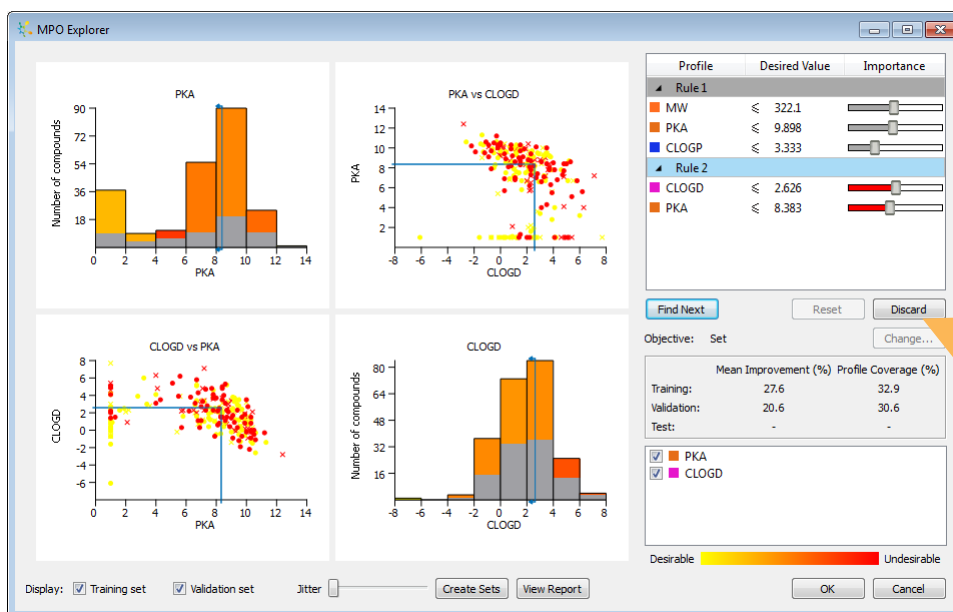 MPO Explorer
PKA
Number of compounds
90
72
54
36
18
0 2 4 6 8 10 12 14
PKA
PKA vs CLOGD
PKA
14
12
10
8
6
4
2
-8 -6 -4 -2 0 2 4 6 8
CLOGD
CLOGD vs PKA
CLOGD
8
6
4
2
0
-2
-4
-6
0 2 4 6 8 10 12 14
PKA
CLOGD
Number of compounds
80
64
48
32
16
-8 -6 -4 -2 0 2 4 6 8
CLOGD
Profile Desired Value Importance
Rule 1
MW ≤ 322.1
PKA ≤ 9.898
CLOGP ≤ 3.333
Rule 2
CLOGD ≤ 2.626
PKA ≤ 8.383
Find Next Reset Discard
Objective: Set Change...
Mean Improvement (%) Profile Coverage (%)
Training: 27.6 32.9
Validation: 20.6 30.6
Test: - -
PKA
CLOGD
Desirable Undesirable
Display: Training set Validation set Jitter Create Sets View Report OK Cancel